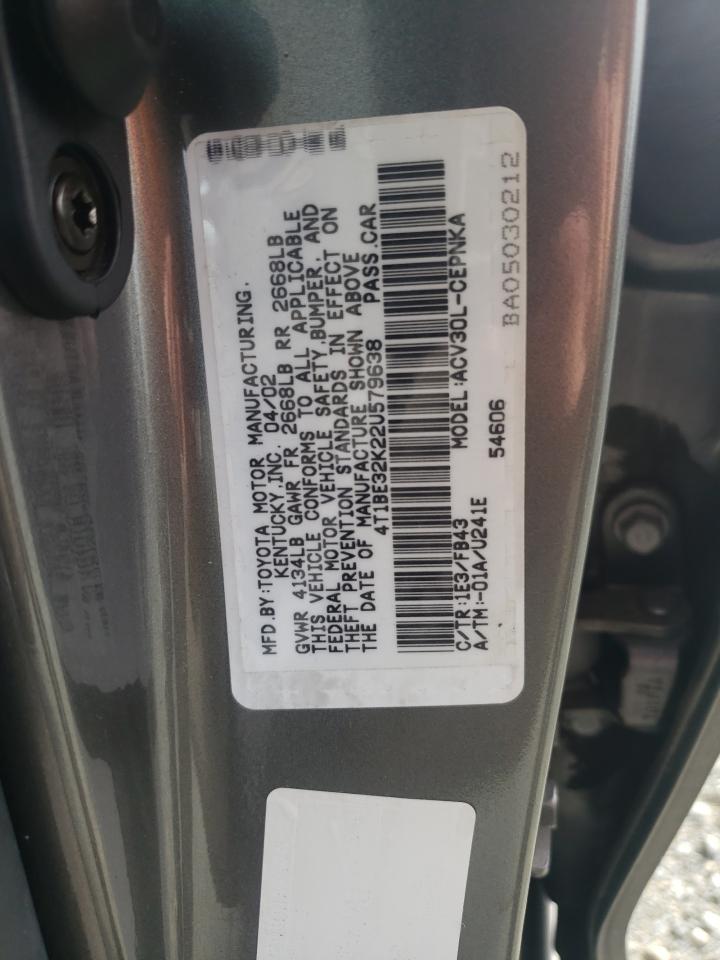 MFD.BY:TOYOTA MOTOR MANUFACTURING.
KENTUCKY,INC. 04/02
GVWR 4134LB GAWR FR 2668LB RR 2668LB
THIS VEHICLE CONFORMS TO ALL APPLICABLE
FEDERAL MOTOR VEHICLE SAFETY,BUMPER, AND
THEFT PREVENTION STANDARDS IN EFFECT ON
THE DATE OF MANUFACTURE SHOWN ABOVE
4T1BE32K22U579638 PASS.CAR
C/TR:1E3/FB43 MODEL:ACV30L-CEPNKA
A/TM:-01A/U241E 54606
BA05030212